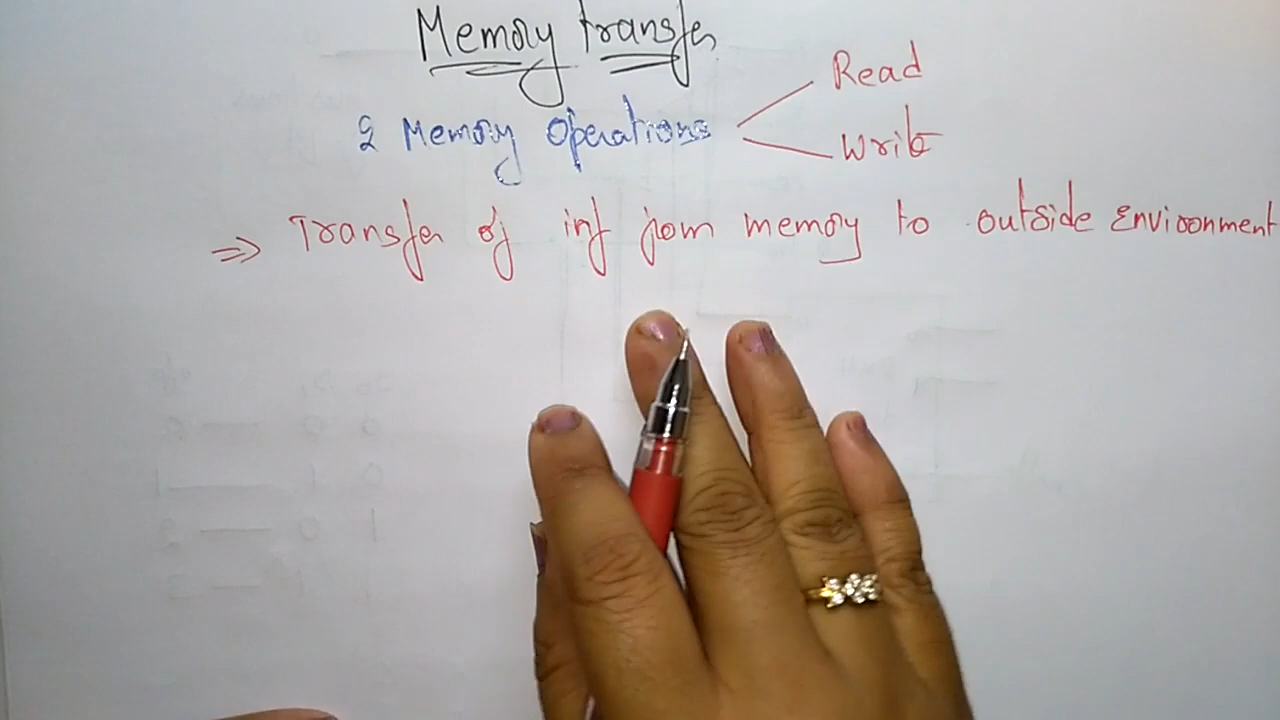 Memory transfer
2 Memory Operations
Read
Write
⇒ Transfer of inf from memory to outside Environment